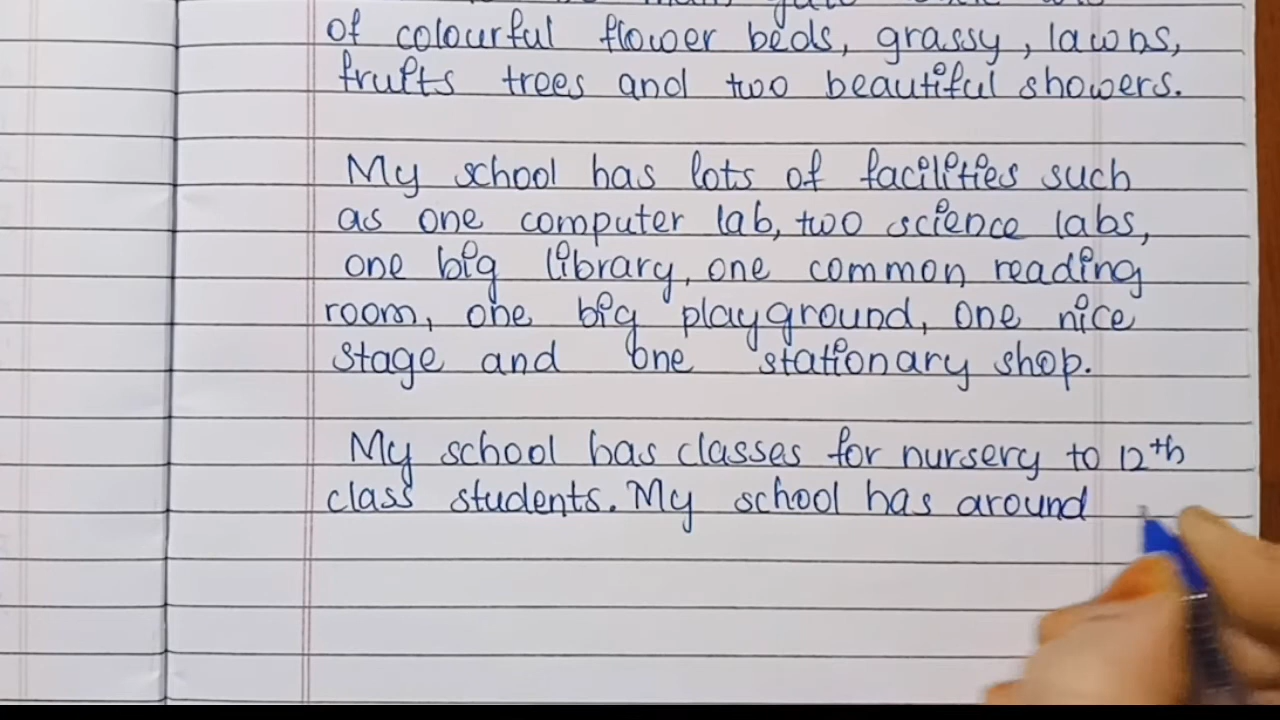 of colourful flower beds, grassy, lawns,
fruits trees and two beautiful showers.
My school has lots of facilities such
as one computer lab, two science labs,
one big library, one common reading
room, one big playground, one nice
stage and one stationary shop.
My school has classes for nursery to 12th
class students. My school has around